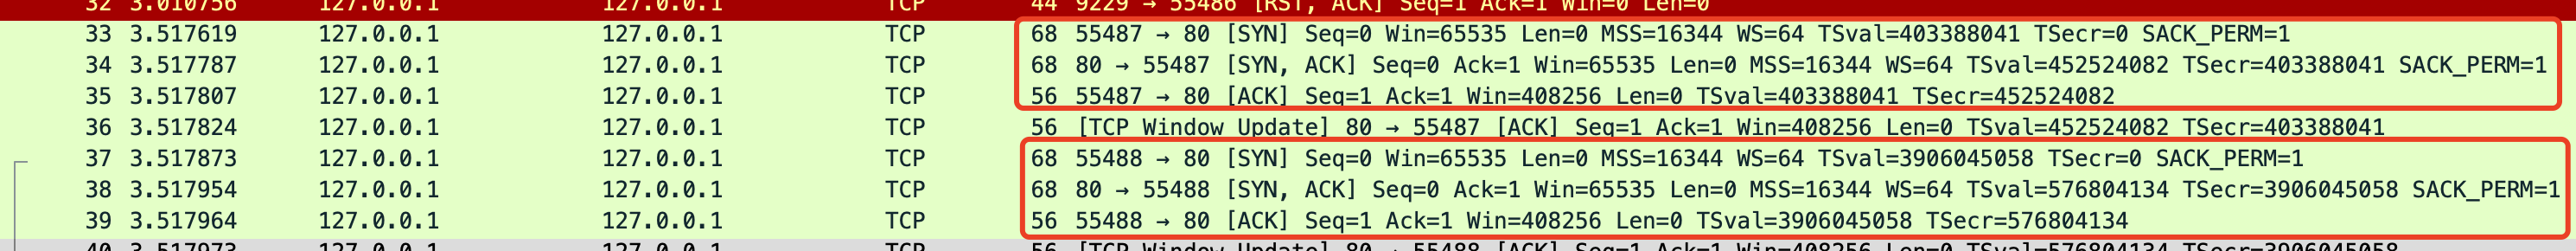 32 3.010756 127.0.0.1 127.0.0.1 TCP 44 9229 → 55486 [RST, ACK] Seq=1 Ack=1 Win=0 Len=0
33 3.517619 127.0.0.1 127.0.0.1 TCP 68 55487 → 80 [SYN] Seq=0 Win=65535 Len=0 MSS=16344 WS=64 TSval=403388041 TSecr=0 SACK_PERM=1
34 3.517787 127.0.0.1 127.0.0.1 TCP 68 80 → 55487 [SYN, ACK] Seq=0 Ack=1 Win=65535 Len=0 MSS=16344 WS=64 TSval=452524082 TSecr=403388041 SACK_PERM=1
35 3.517807 127.0.0.1 127.0.0.1 TCP 56 55487 → 80 [ACK] Seq=1 Ack=1 Win=408256 Len=0 TSval=403388041 TSecr=452524082
36 3.517824 127.0.0.1 127.0.0.1 TCP 56 [TCP Window Update] 80 → 55487 [ACK] Seq=1 Ack=1 Win=408256 Len=0 TSval=452524082 TSecr=403388041
37 3.517873 127.0.0.1 127.0.0.1 TCP 68 55488 → 80 [SYN] Seq=0 Win=65535 Len=0 MSS=16344 WS=64 TSval=3906045058 TSecr=0 SACK_PERM=1
38 3.517954 127.0.0.1 127.0.0.1 TCP 68 80 → 55488 [SYN, ACK] Seq=0 Ack=1 Win=65535 Len=0 MSS=16344 WS=64 TSval=576804134 TSecr=3906045058 SACK_PERM=1
39 3.517964 127.0.0.1 127.0.0.1 TCP 56 55488 → 80 [ACK] Seq=1 Ack=1 Win=408256 Len=0 TSval=3906045058 TSecr=576804134
40 3.517973 127.0.0.1 127.0.0.1 TCP 56 [TCP Window Update] 80 → 55488 [ACK] Seq=1 Ack=1 Win=408256 Len=0 TSval=576804134 TSecr=3906045058